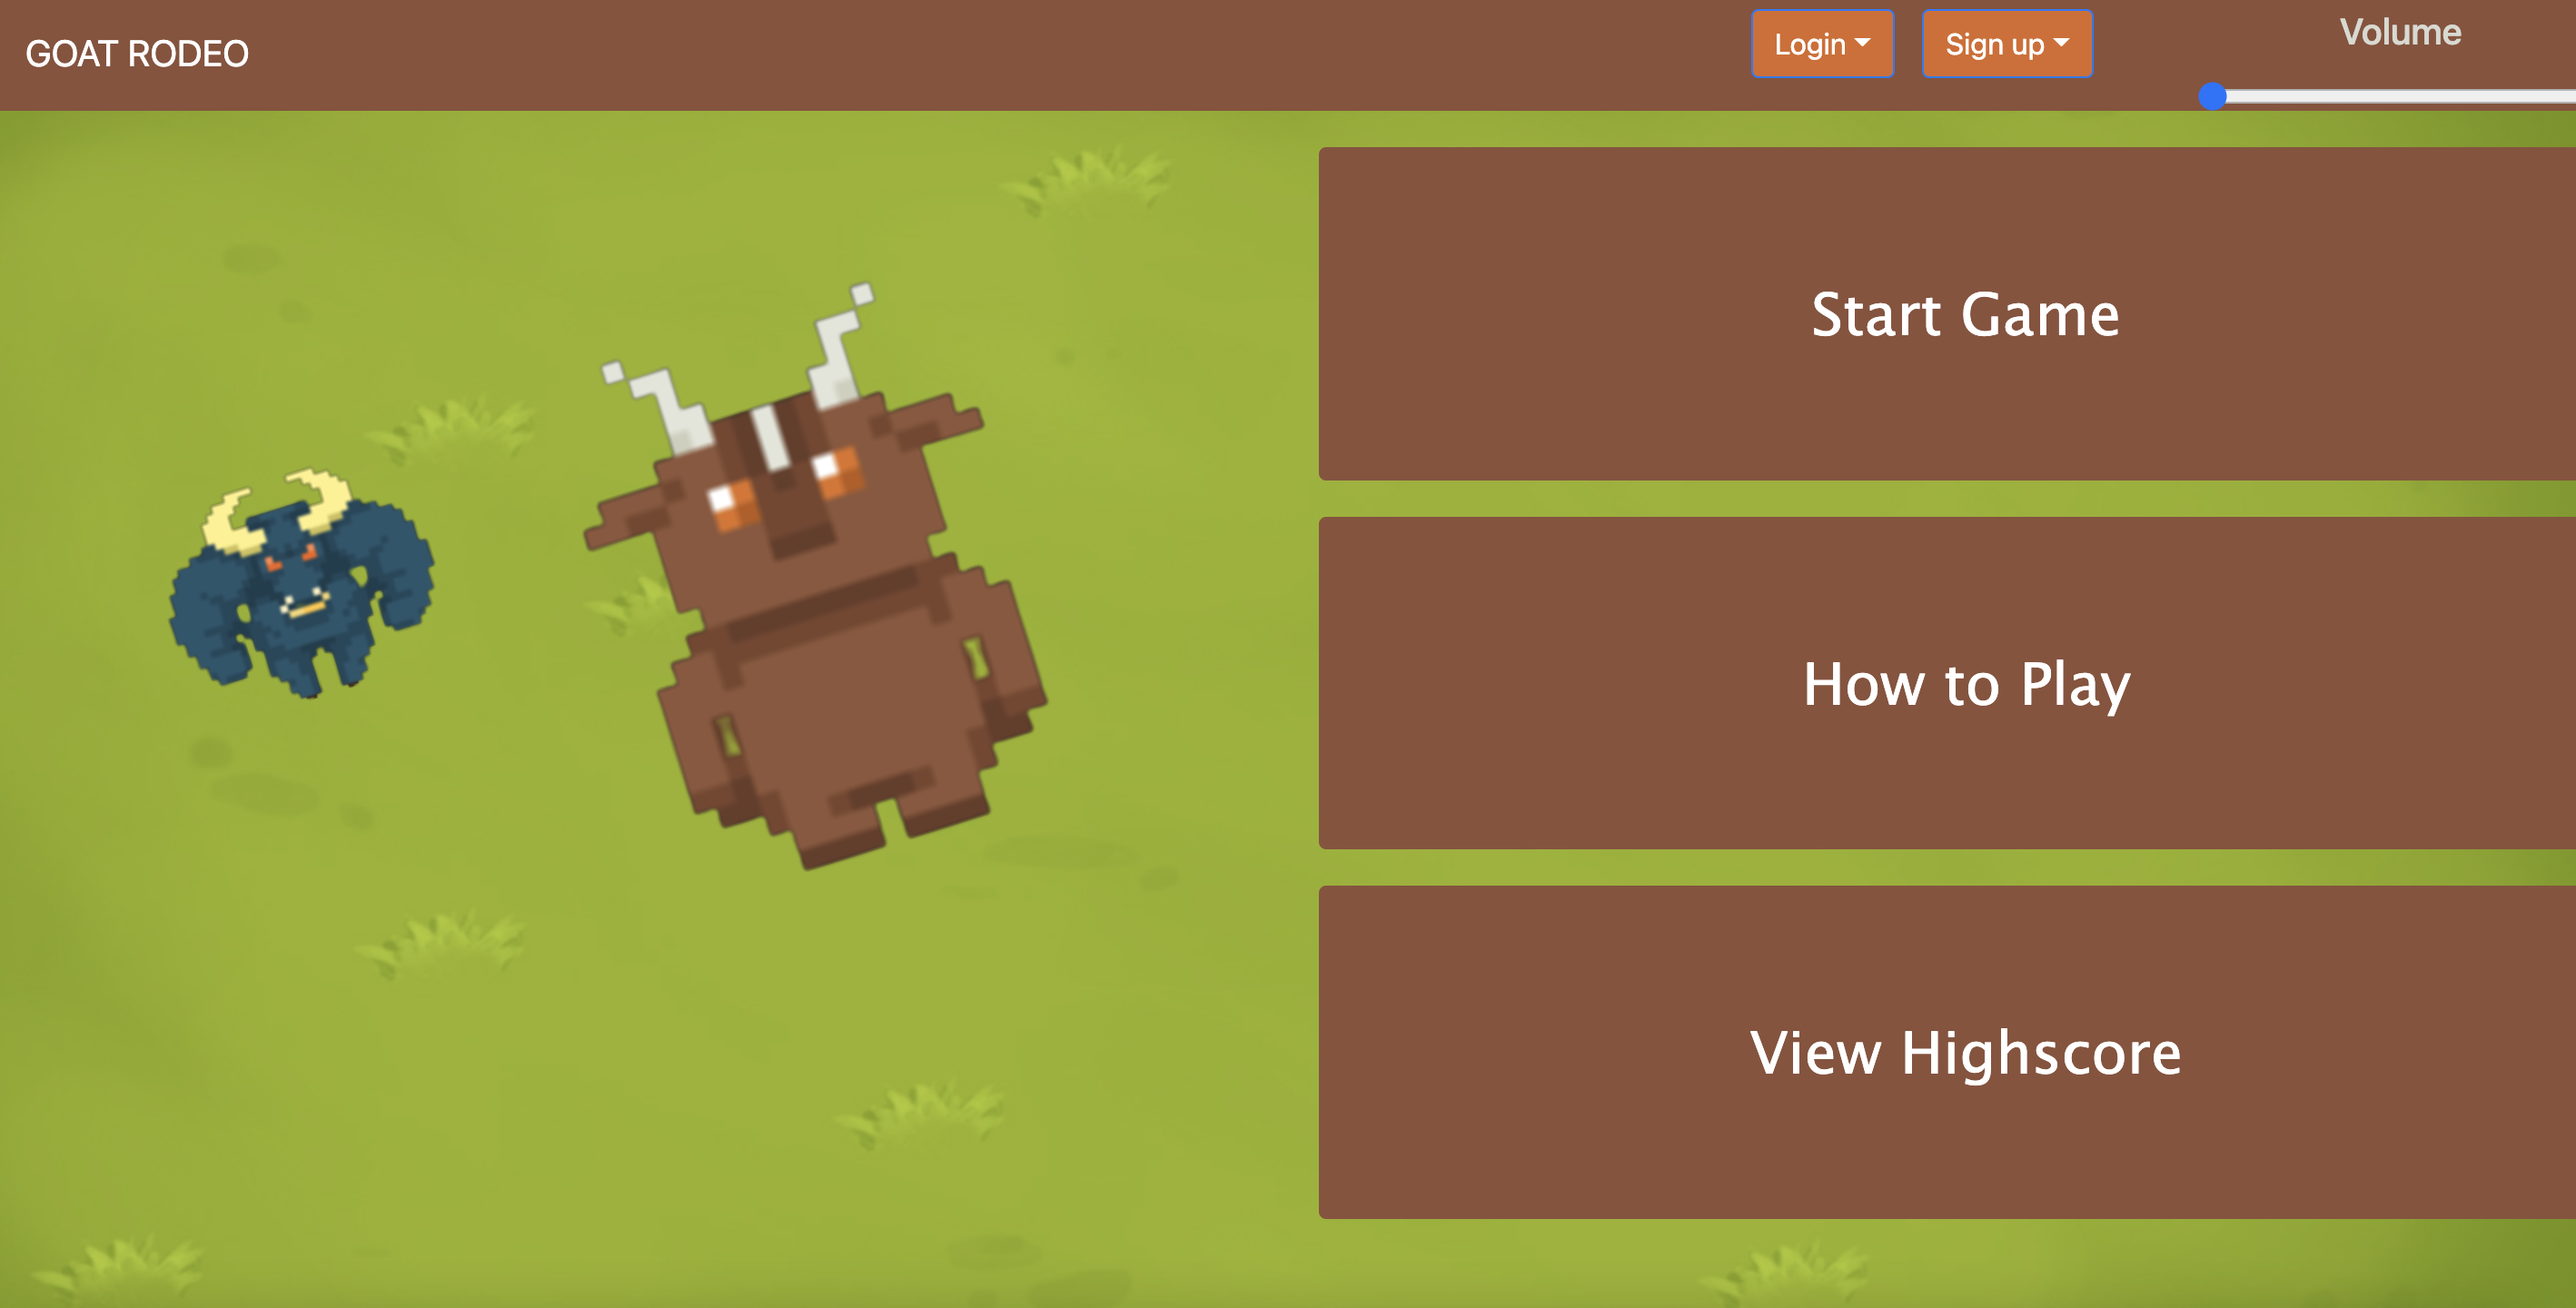 GOAT RODEO
Login
Sign up
Volume
Start Game
How to Play
View Highscore